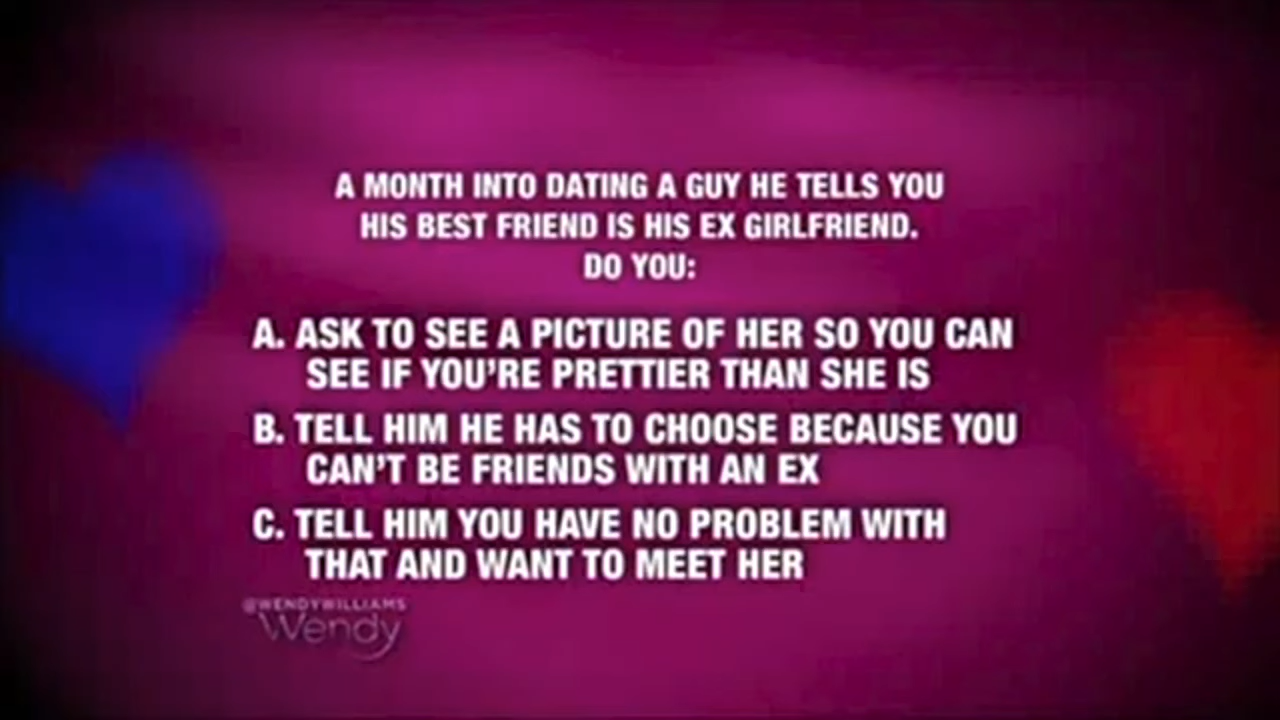 A MONTH INTO DATING A GUY HE TELLS YOU
HIS BEST FRIEND IS HIS EX GIRLFRIEND.
DO YOU:
A. ASK TO SEE A PICTURE OF HER SO YOU CAN
SEE IF YOU'RE PRETTIER THAN SHE IS
B. TELL HIM HE HAS TO CHOOSE BECAUSE YOU
CAN'T BE FRIENDS WITH AN EX
C. TELL HIM YOU HAVE NO PROBLEM WITH
THAT AND WANT TO MEET HER
@WENDYWILLIAMS
Wendy